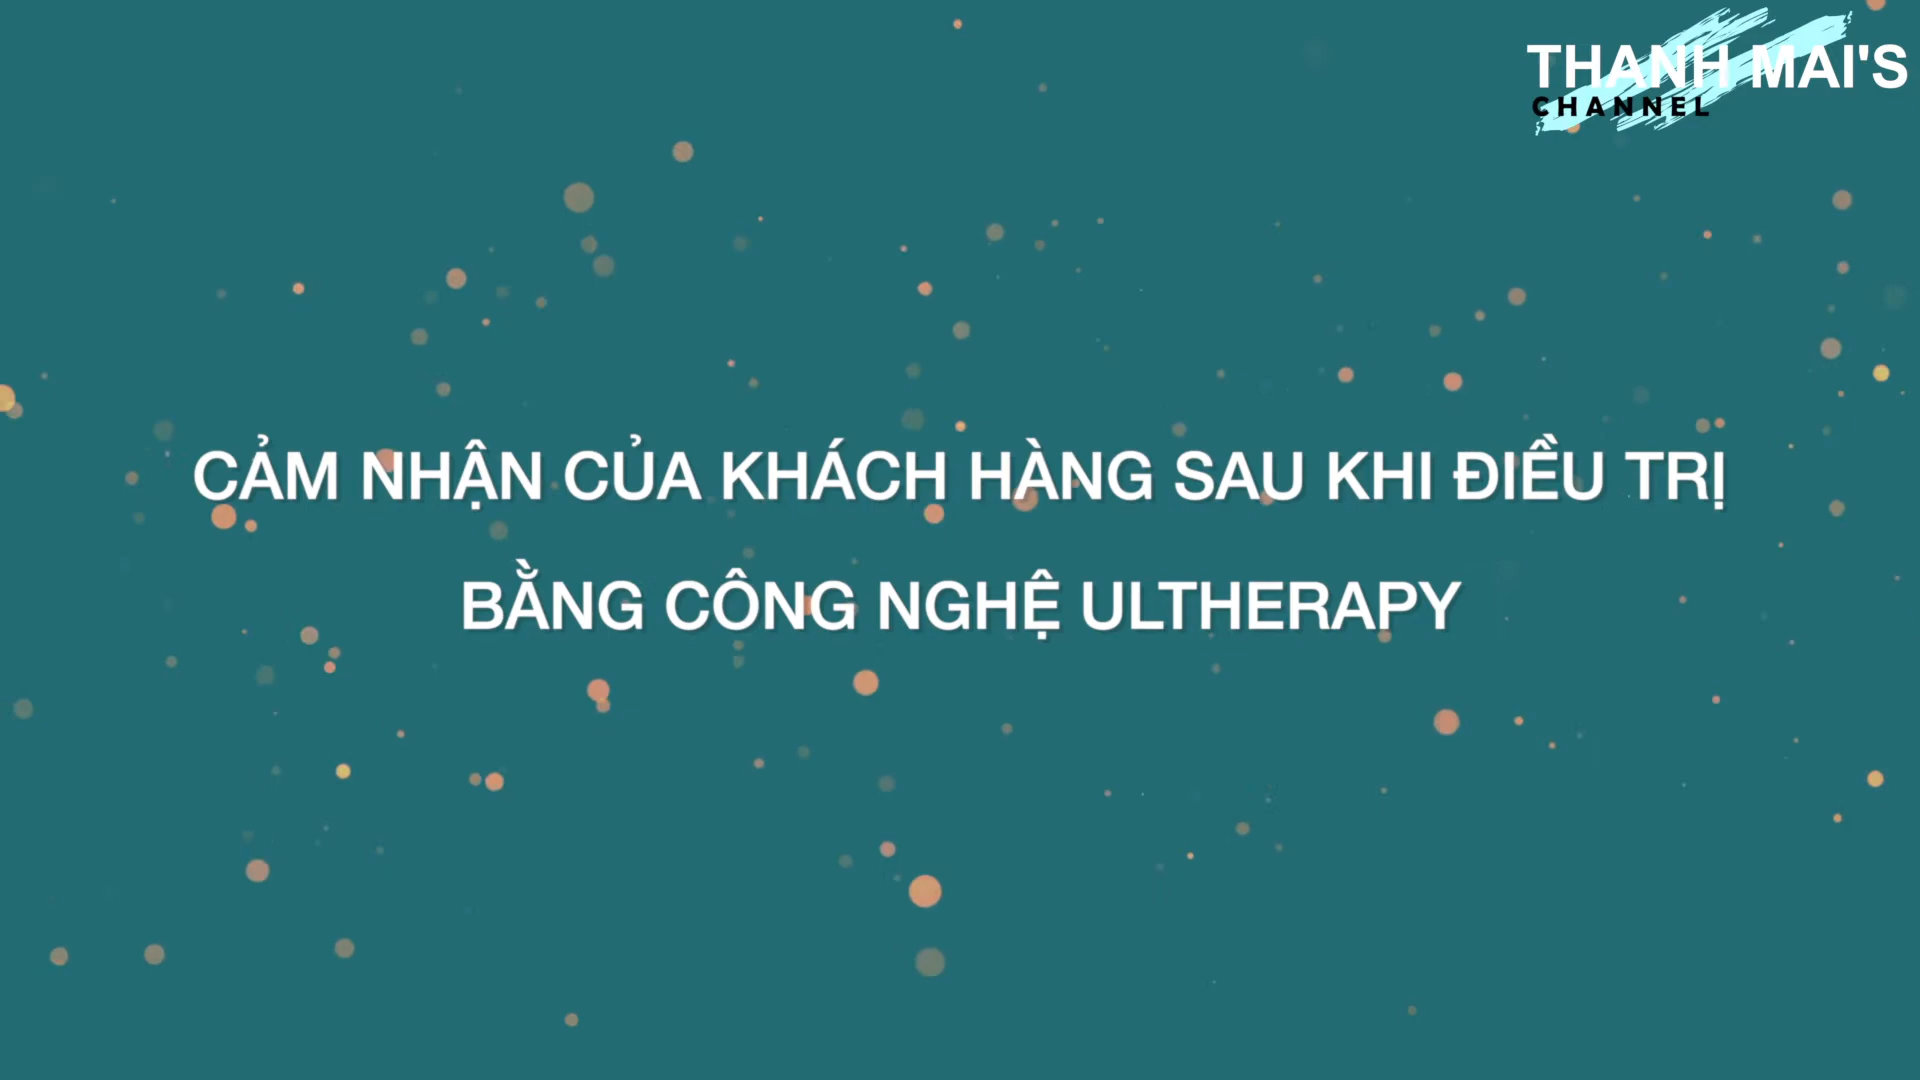 THANH MAI'S
CHANNEL
CẢM NHẬN CỦA KHÁCH HÀNG SAU KHI ĐIỀU TRỊ
BẰNG CÔNG NGHỆ ULTHERAPY